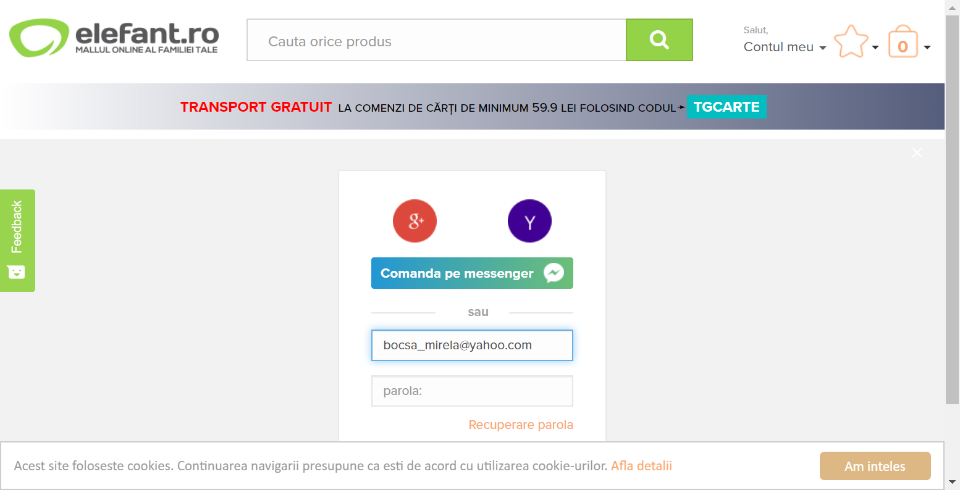 elefant.ro
MALLUL ONLINE AL FAMILIEI TALE
Cauta orice produs
Salut,
Contul meu
0
TRANSPORT GRATUIT LA COMENZI DE CĂRȚI DE MINIMUM 59.9 LEI FOLOSIND CODUL TGCARTE
Feedback
g+
Y
Comanda pe messenger
sau
bocsa_mirela@yahoo.com
parola:
Recuperare parola
Acest site foloseste cookies. Continuarea navigarii presupune ca esti de acord cu utilizarea cookie-urilor. Afla detalii
Am inteles